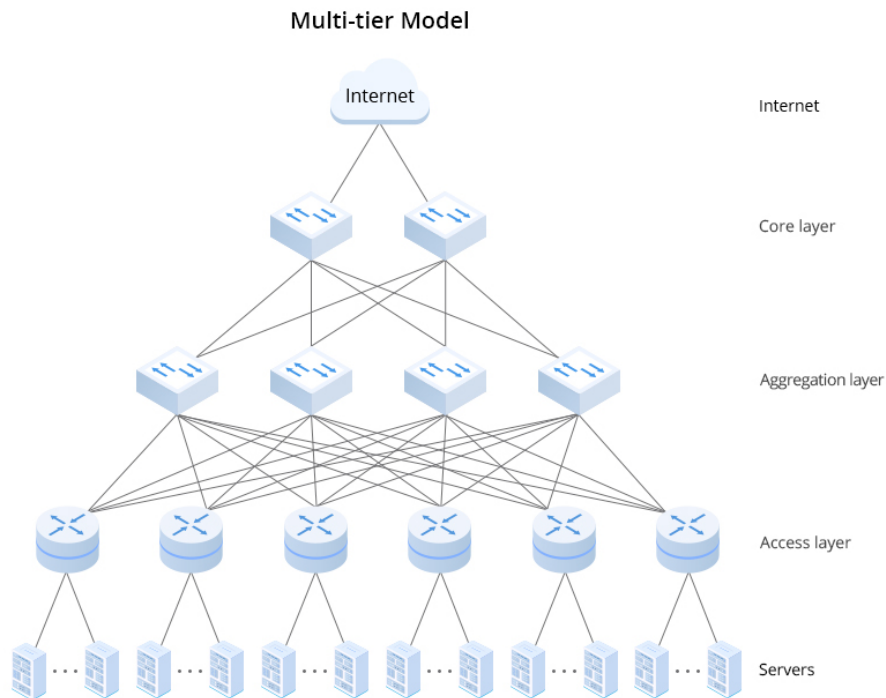 Multi-tier Model
Internet
Internet
Core layer
Aggregation layer
Access layer
... ... ... ... ... ...
Servers